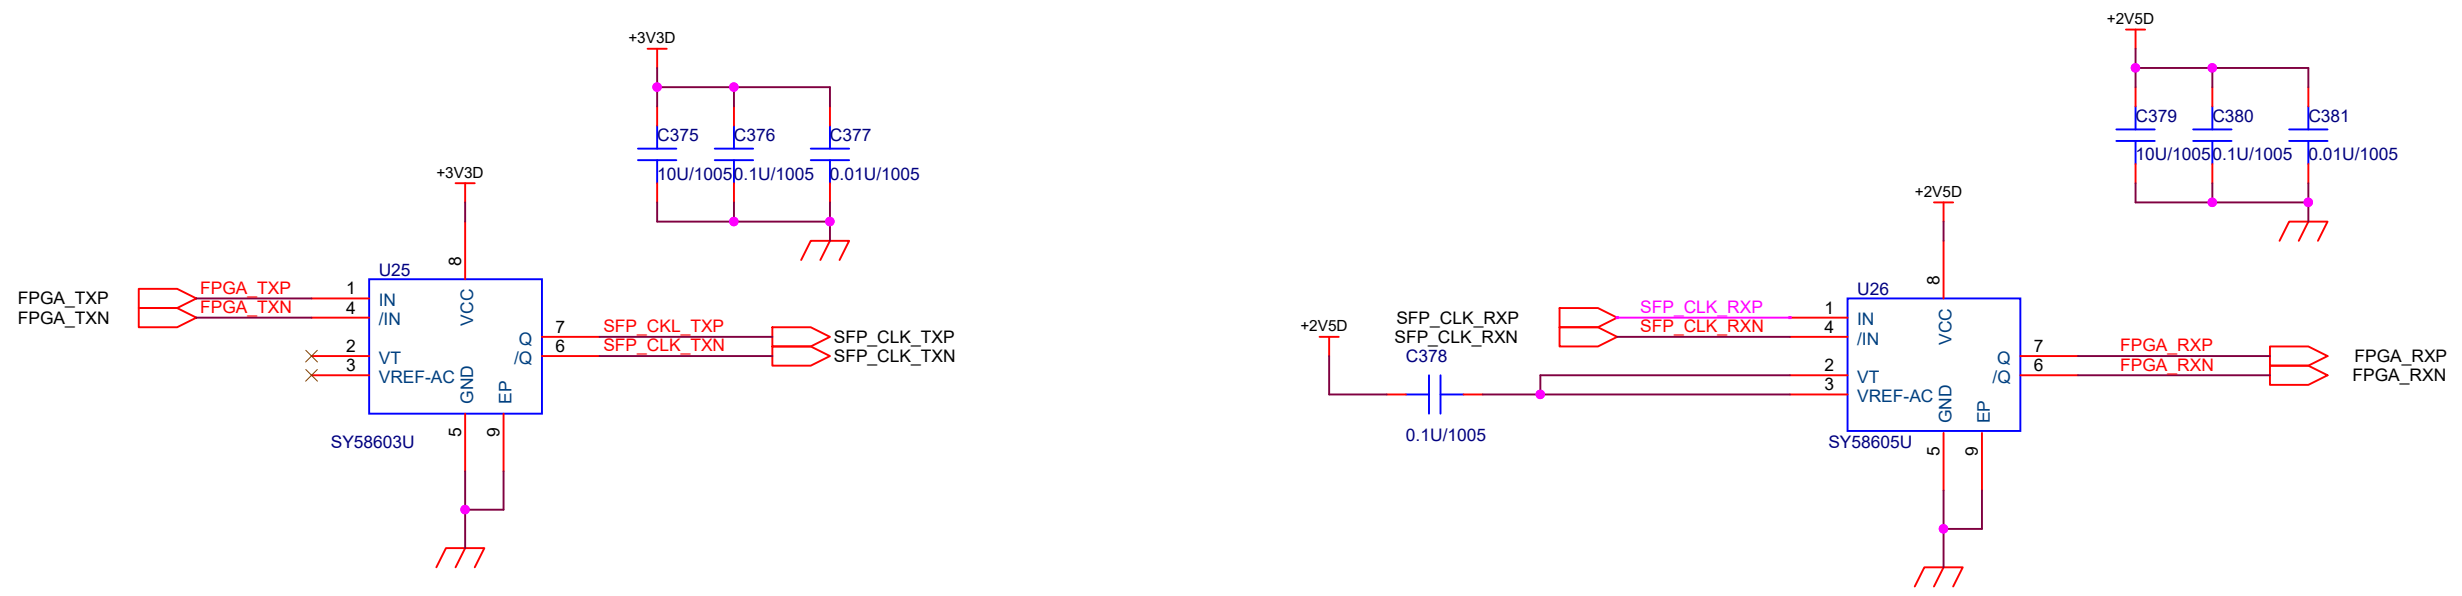 +3V3D
C375
C376
C377
10U/1005
0.1U/1005
0.01U/1005
+3V3D
8
U25
FPGA_TXP
FPGA_TXP
1
IN
FPGA_TXN
FPGA_TXN
4
/IN
VCC
2
VT
3
VREF-AC
GND
EP
Q
7
SFP_CKL_TXP
SFP_CLK_TXP
/Q
6
SFP_CLK_TXN
SFP_CLK_TXN
5
9
SY58603U
+2V5D
C379
C380
C381
10U/1005
0.1U/1005
0.01U/1005
+2V5D
8
U26
SFP_CLK_RXP
SFP_CLK_RXP
1
IN
SFP_CLK_RXN
SFP_CLK_RXN
4
/IN
VCC
+2V5D
C378
0.1U/1005
2
VT
3
VREF-AC
GND
EP
Q
7
FPGA_RXP
FPGA_RXP
/Q
6
FPGA_RXN
FPGA_RXN
5
9
SY58605U